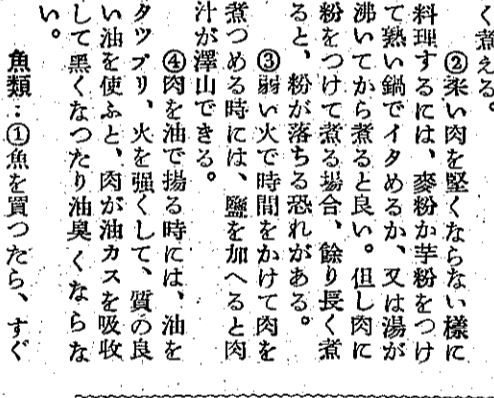 く煮える。
②柔い肉を堅くならない様に
料理するには、麥粉か芋粉をつけ
て熟い鍋でイタめるか、又は湯が
沸いてから煮ると良い。但し肉に
粉をつけて煮る場合、餘り長く煮
ると、粉が落ちる恐れがある。
③弱い火で時間をかけて肉を
煮つめる時には、鹽を加へると肉
汁が澤山できる。
④肉を油で揚る時には、油を
タツプリ、火を強くして、質の良
い油を使ふと、肉が油カスを吸收
して黒くなつたり油臭くならな
い。
魚類：①魚を買つたら、すぐ